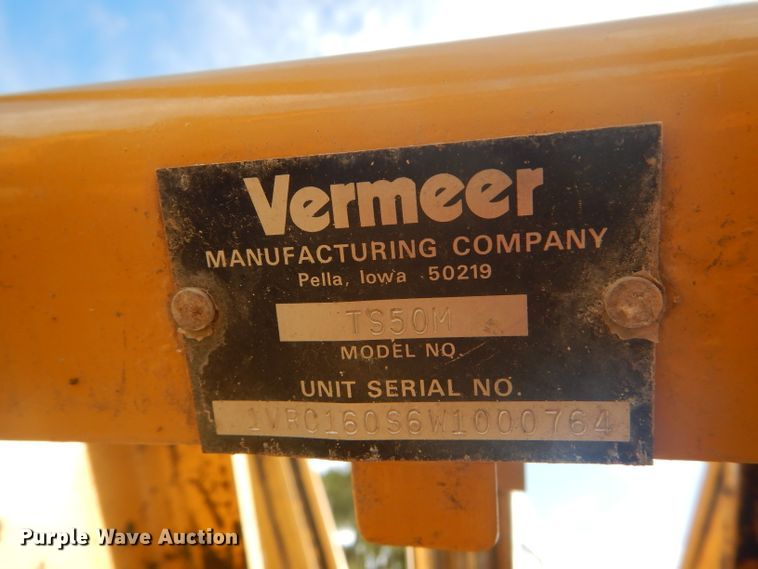 Vermeer
MANUFACTURING COMPANY
Pella, Iowa 50219
TS50M
MODEL NO.
UNIT SERIAL NO.
1VRC160S6W1000764
Purple Wave Auction